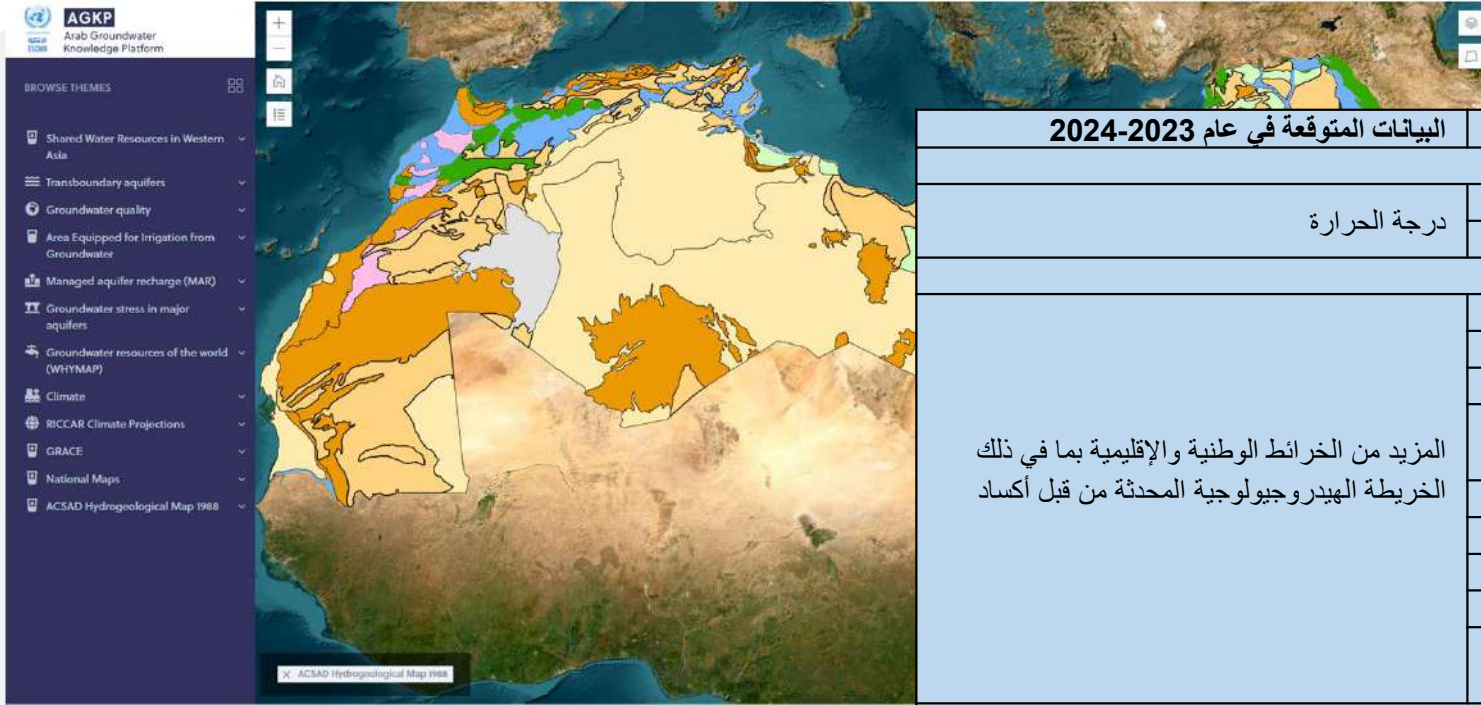 AGKP
Arab Groundwater
Knowledge Platform
ESCWA
BROWSE THEMES
Shared Water Resources in Western
Asia
Transboundary aquifers
Groundwater quality
Area Equipped for Irrigation from
Groundwater
Managed aquifer recharge (MAR)
Groundwater stress in major
aquifers
Groundwater resources of the world
(WHYMAP)
Climate
RICCAR Climate Projections
GRACE
National Maps
ACSAD Hydrogeological Map 1988
ACSAD Hydrogeological Map 1988
البيانات المتوقعة في عام 2023-2024
درجة الحرارة
المزيد من الخرائط الوطنية والإقليمية بما في ذلك
الخريطة الهيدروجيولوجية المحدثة من قبل أكساد